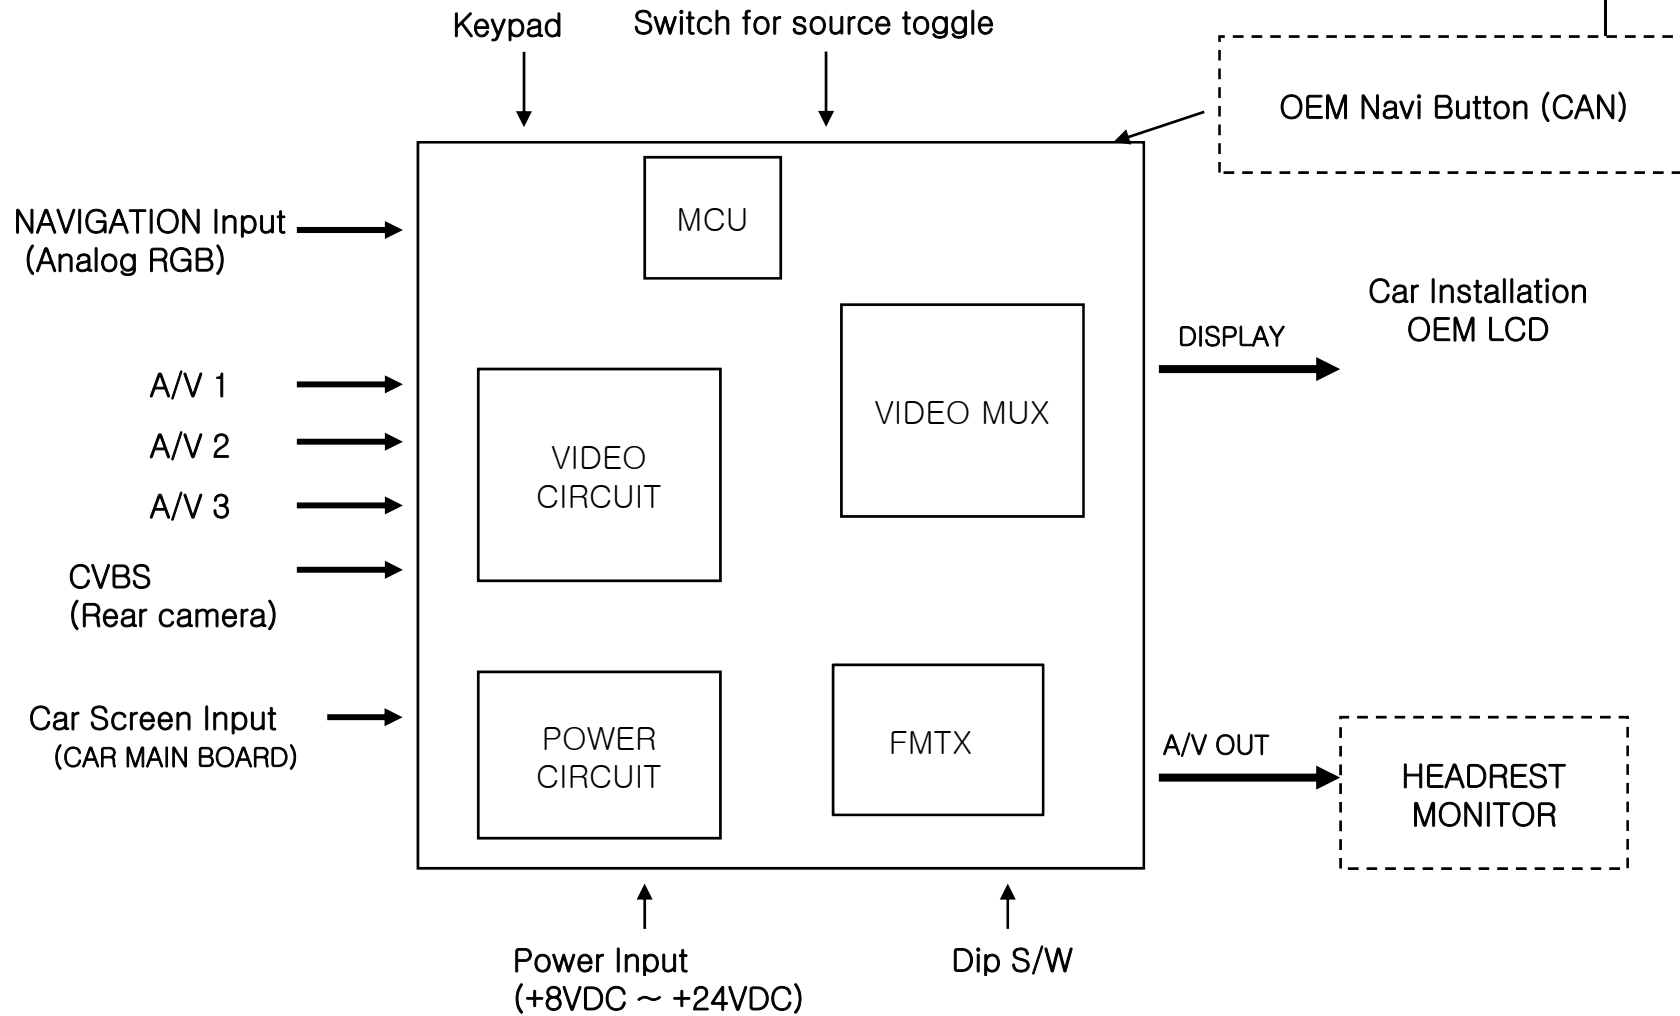 Keypad
Switch for source toggle
OEM Navi Button (CAN)
MCU
NAVIGATION Input
(Analog RGB)
Car Installation
OEM LCD
DISPLAY
A/V 1
A/V 2
A/V 3
VIDEO MUX
VIDEO
CIRCUIT
CVBS
(Rear camera)
Car Screen Input
(CAR MAIN BOARD)
POWER
CIRCUIT
FMTX
A/V OUT
HEADREST
MONITOR
Power Input
(+8VDC ~ +24VDC)
Dip S/W